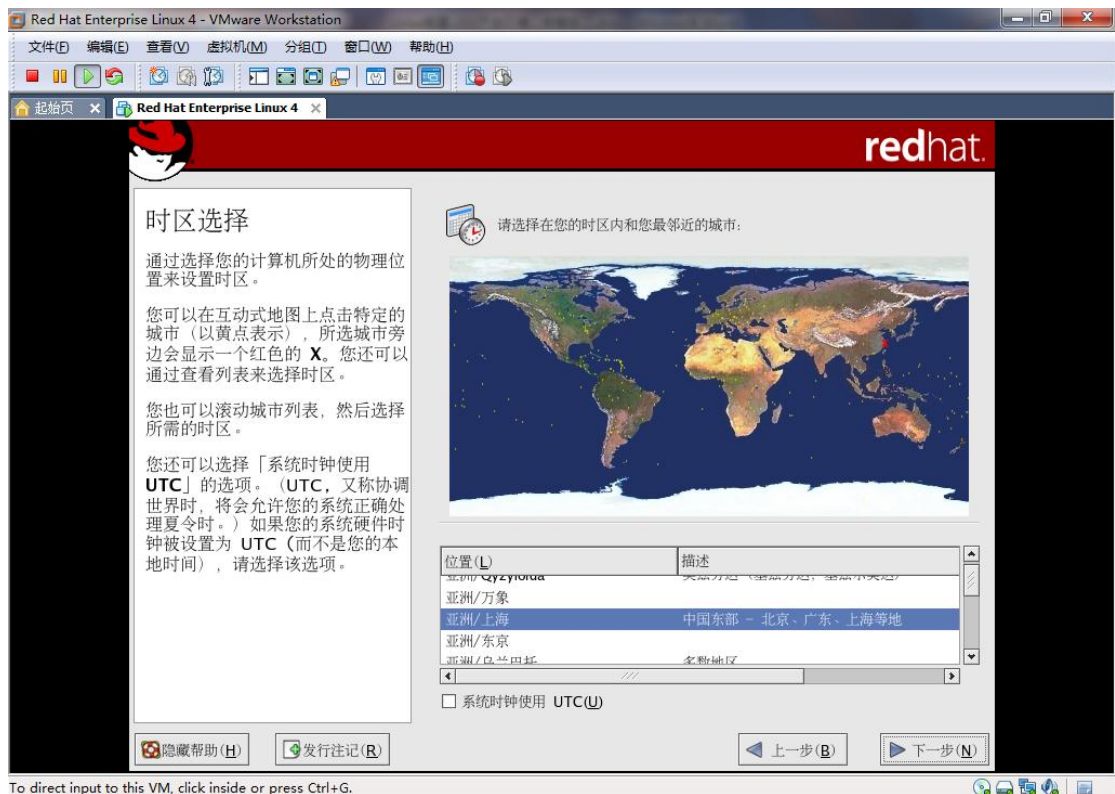 Red Hat Enterprise Linux 4 - VMware Workstation
文件(F) 编辑(E) 查看(V) 虚拟机(M) 分组(T) 窗口(W) 帮助(H)
起始页 Red Hat Enterprise Linux 4
redhat.
时区选择
通过选择您的计算机所处的物理位
置来设置时区。
您可以在互动式地图上点击特定的
城市（以黄点表示），所选城市旁
边会显示一个红色的 X。您还可以
通过查看列表来选择时区。
您也可以滚动城市列表，然后选择
所需的时区。
您还可以选择「系统时钟使用
UTC」的选项。（UTC，又称协调
世界时，将会允许您的系统正确处
理夏令时。）如果您的系统硬件时
钟被设置为 UTC（而不是您的本
地时间），请选择该选项。
请选择在您的时区内和您最邻近的城市：
位置(L) 描述
亚洲/Qyzylorda
亚洲/万象
亚洲/上海 中国东部 - 北京、广东、上海等地
亚洲/东京
亚洲/乌兰巴托 多数地区
系统时钟使用 UTC(U)
隐藏帮助(H) 发行注记(R) 上一步(B) 下一步(N)
To direct input to this VM, click inside or press Ctrl+G.